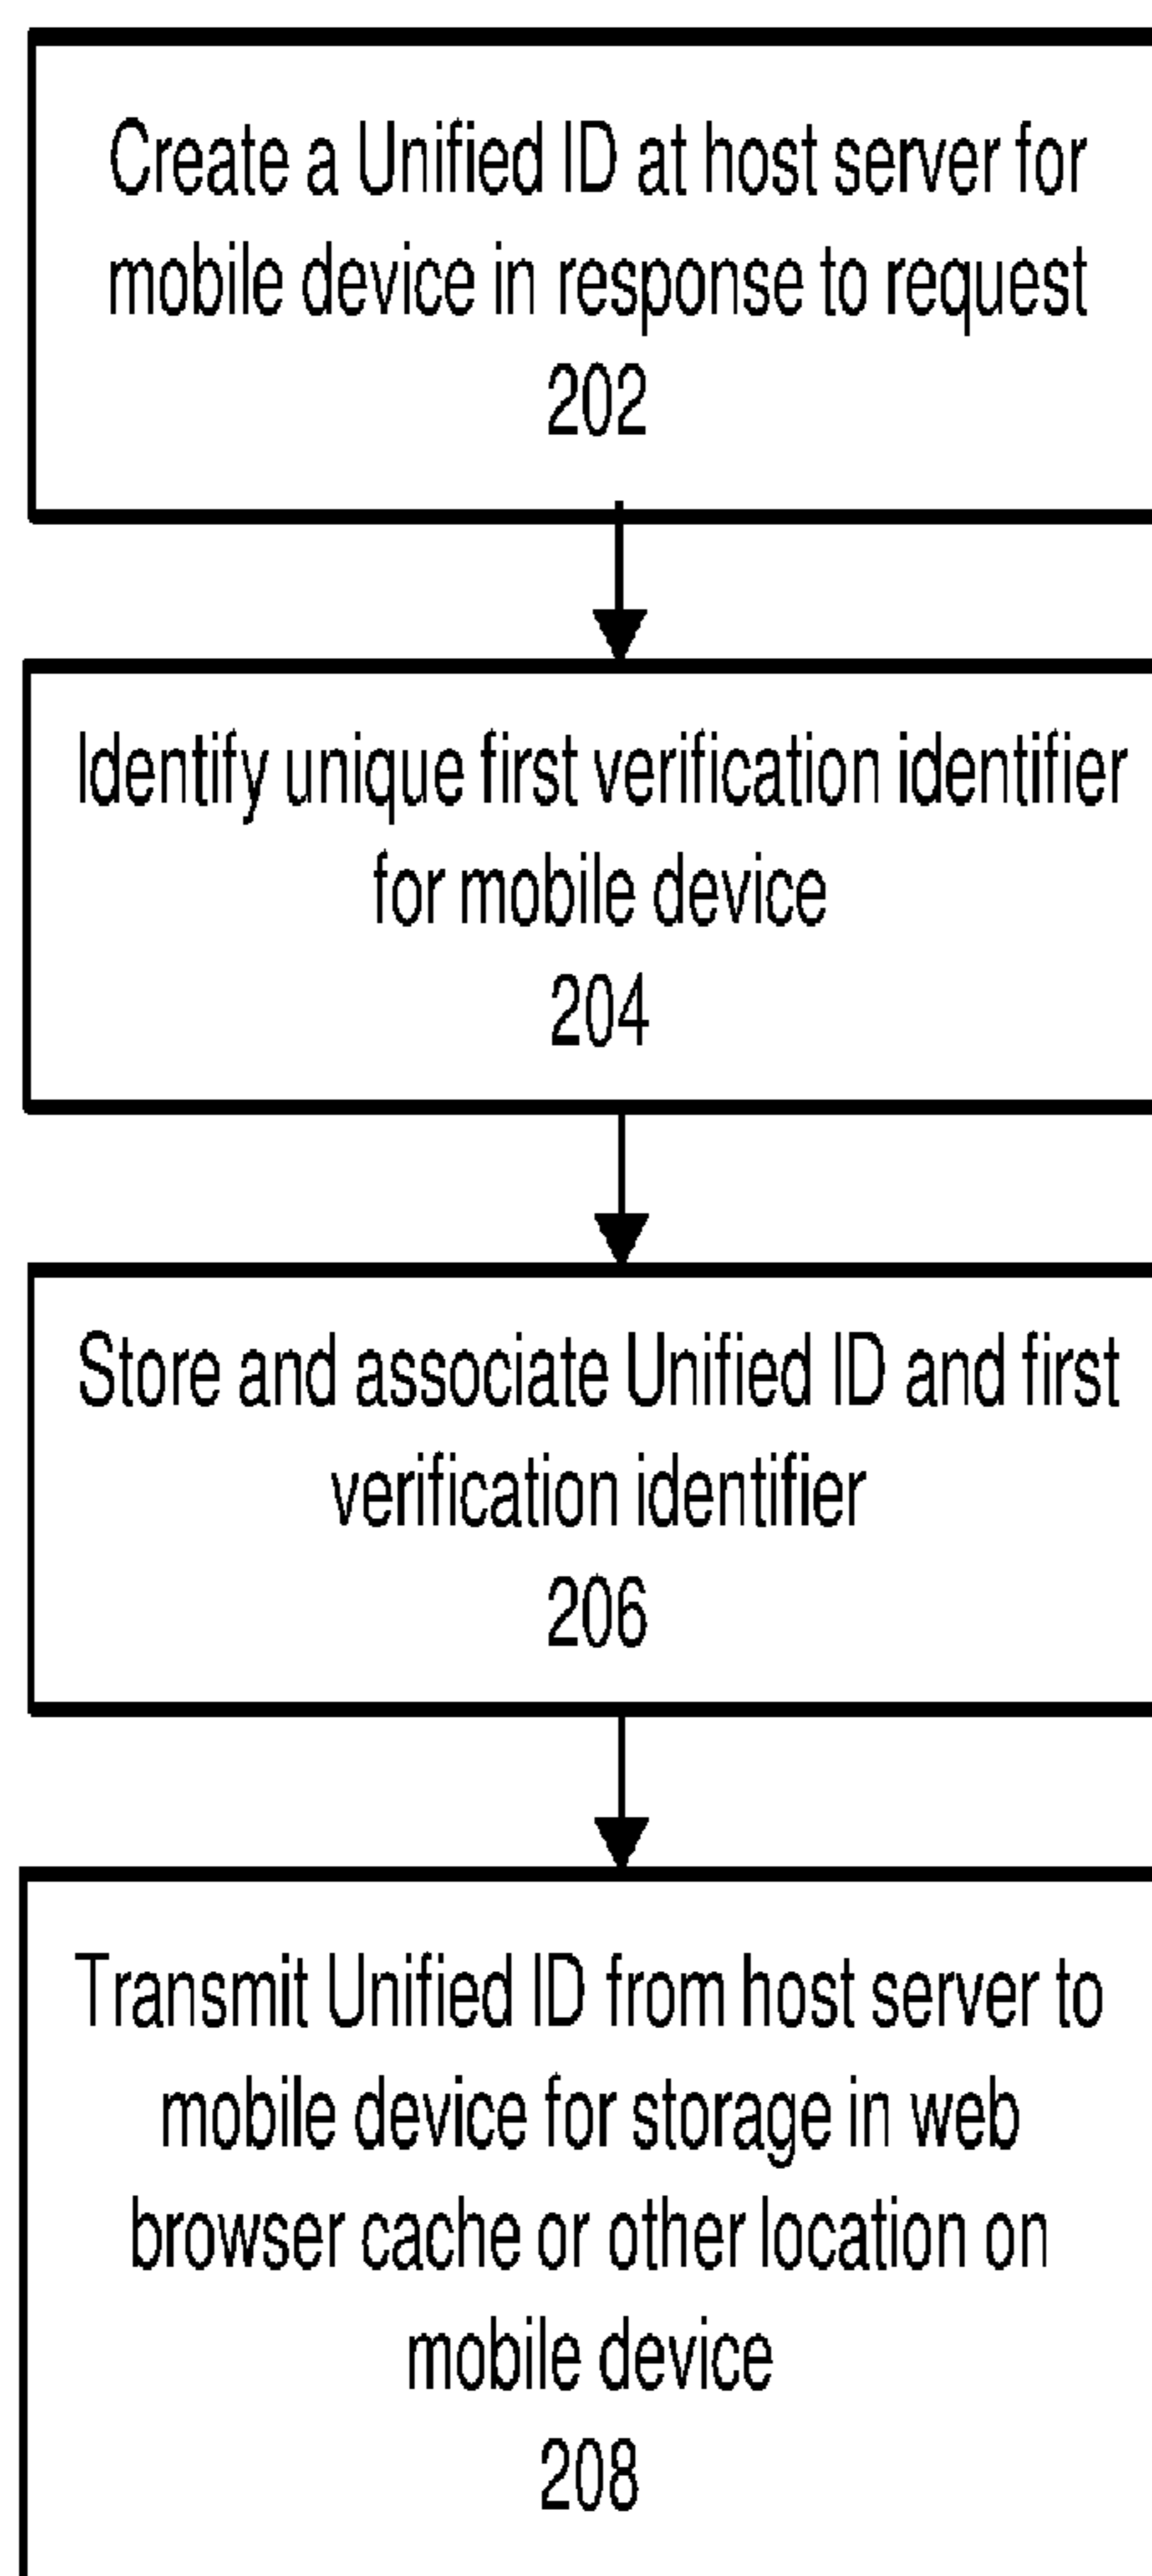 Create a Unified ID at host server for
mobile device in response to request
202
Identify unique first verification identifier
for mobile device
204
Store and associate Unified ID and first
verification identifier
206
Transmit Unified ID from host server to
mobile device for storage in web
browser cache or other location on
mobile device
208